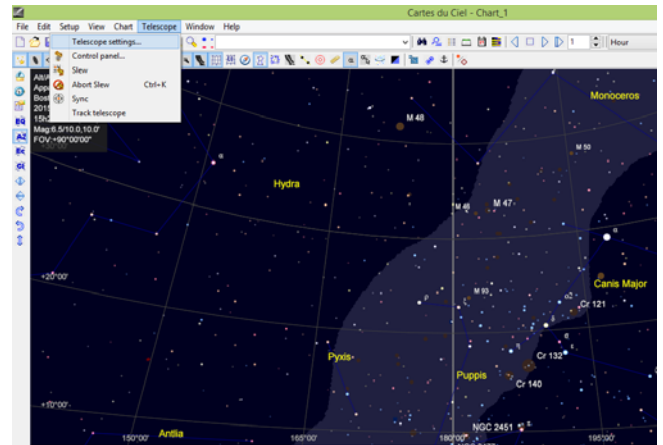 Cartes du Ciel - Chart_1
File Edit Setup View Chart Telescope Window Help
Telescope settings...
Control panel...
Slew
Abort Slew Ctrl+K
Sync
Track telescope
1 Hour
Mag:6.5/10.0,10.0'
FOV:+90°00'00"
Monoceros
M 48
M 50
α
Hydra
M 46
M 47
+20°00'
Canis Major
M 93
ρ
Cr 121
Pyxis
Cr 132
Puppis
Cr 140
+10°00'
NGC 2451
Antlia
150°00'
165°00'
180°00'
195°00'